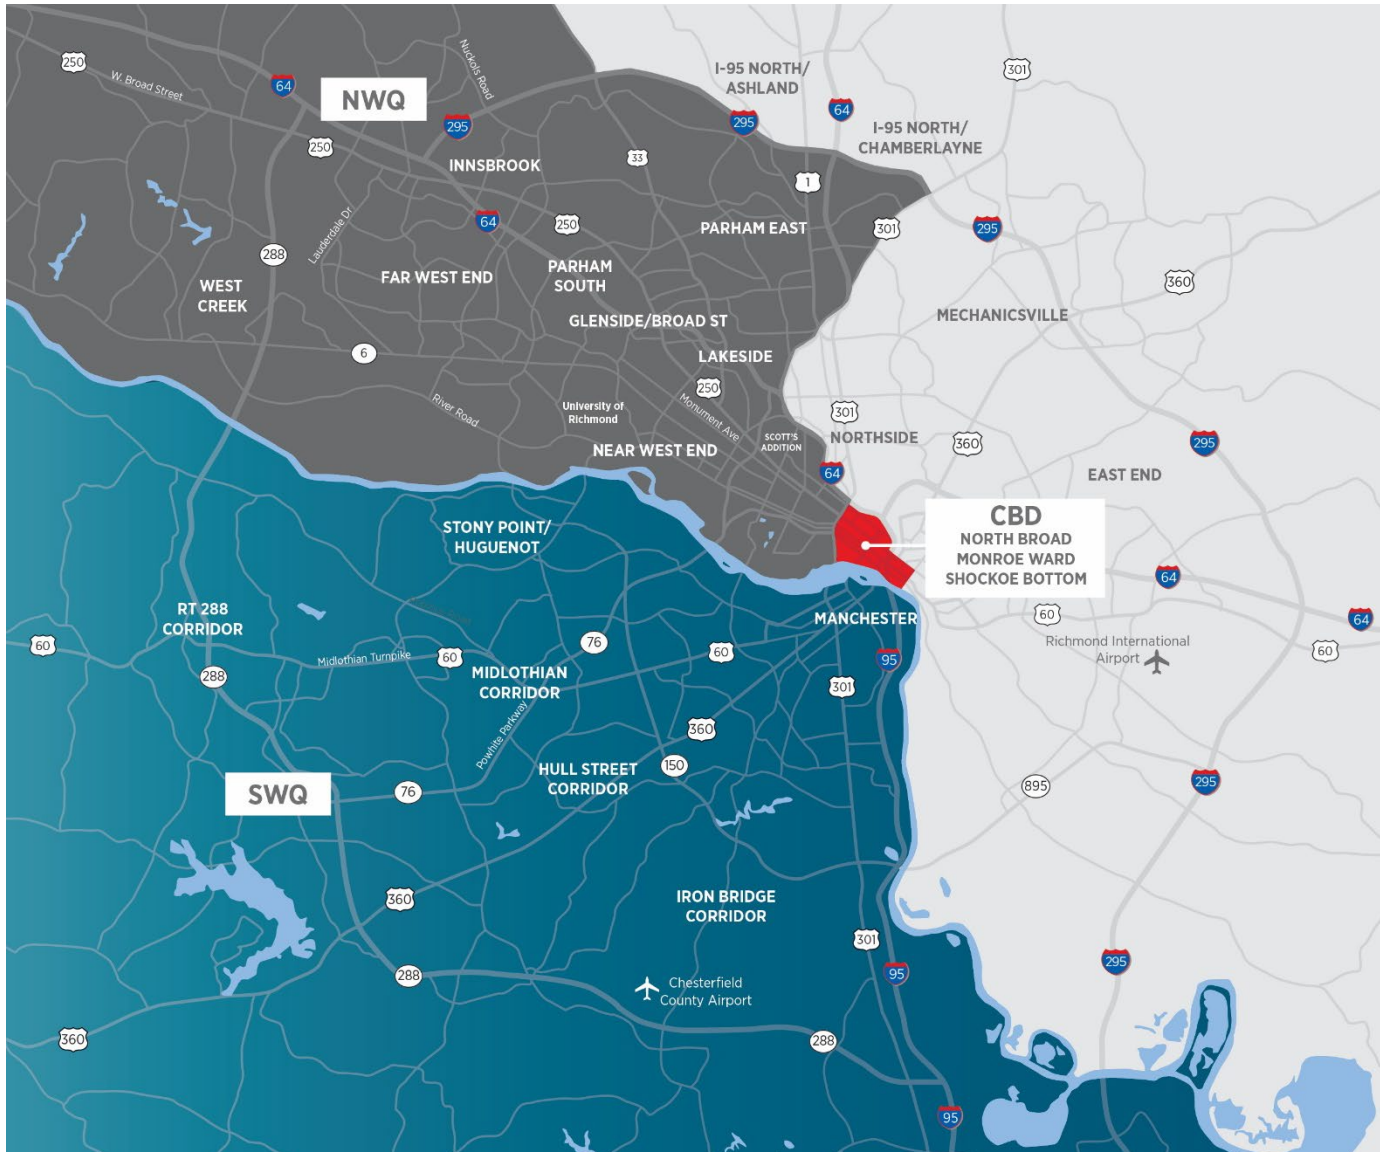 250
W. Broad Street
64
NWQ
Nuckols Road
295
250
INNSBROOK
33
I-95 NORTH/
ASHLAND
295
64
301
I-95 NORTH/
CHAMBERLAYNE
1
64
250
PARHAM EAST
301
295
288
Lauderdale Dr
WEST
CREEK
FAR WEST END
PARHAM
SOUTH
360
GLENSIDE/BROAD ST
MECHANICSVILLE
6
LAKESIDE
250
River Road
University of
Richmond
Monument Ave
SCOTT'S
ADDITION
301
NORTHSIDE
360
295
NEAR WEST END
64
EAST END
STONY POINT/
HUGUENOT
CBD
NORTH BROAD
MONROE WARD
SHOCKOE BOTTOM
64
RT 288
CORRIDOR
MANCHESTER
60
64
60
Midlothian Turnpike
60
76
60
95
Richmond International
Airport
60
288
MIDLOTHIAN
CORRIDOR
301
Powhite Parkway
360
HULL STREET
CORRIDOR
150
SWQ
76
895
295
360
IRON BRIDGE
CORRIDOR
301
288
95
295
Chesterfield
County Airport
360
288
95